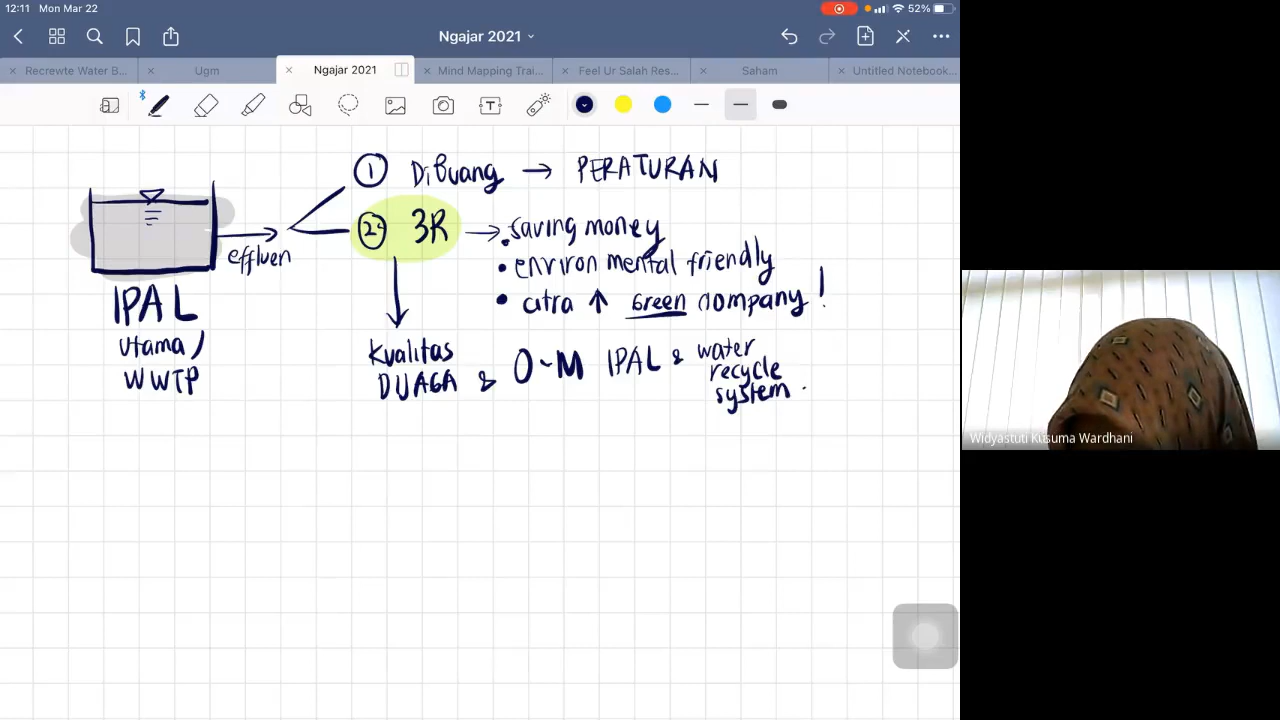 12:11 Mon Mar 22
52%
Ngajar 2021
Recrewte Water B...
Ugm
Ngajar 2021
Mind Mapping Trai...
Feel Ur Salah Res...
Saham
Untitled Notebook...
① Dibuang → PERATURAN
② 3R → • saving money
• environmental friendly
• citra ↑ Green company!
effluen
IPAL
Utama /
WWTP
Kualitas
DIJAGA & O-M IPAL & water
recycle
system.
Widyastuti Kusuma Wardhani